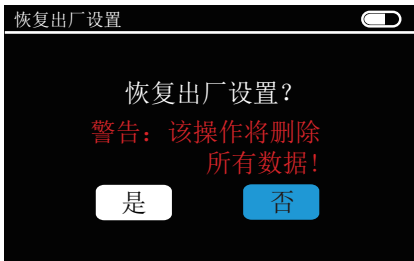 恢复出厂设置
恢复出厂设置？
警告：该操作将删除
所有数据！
是
否